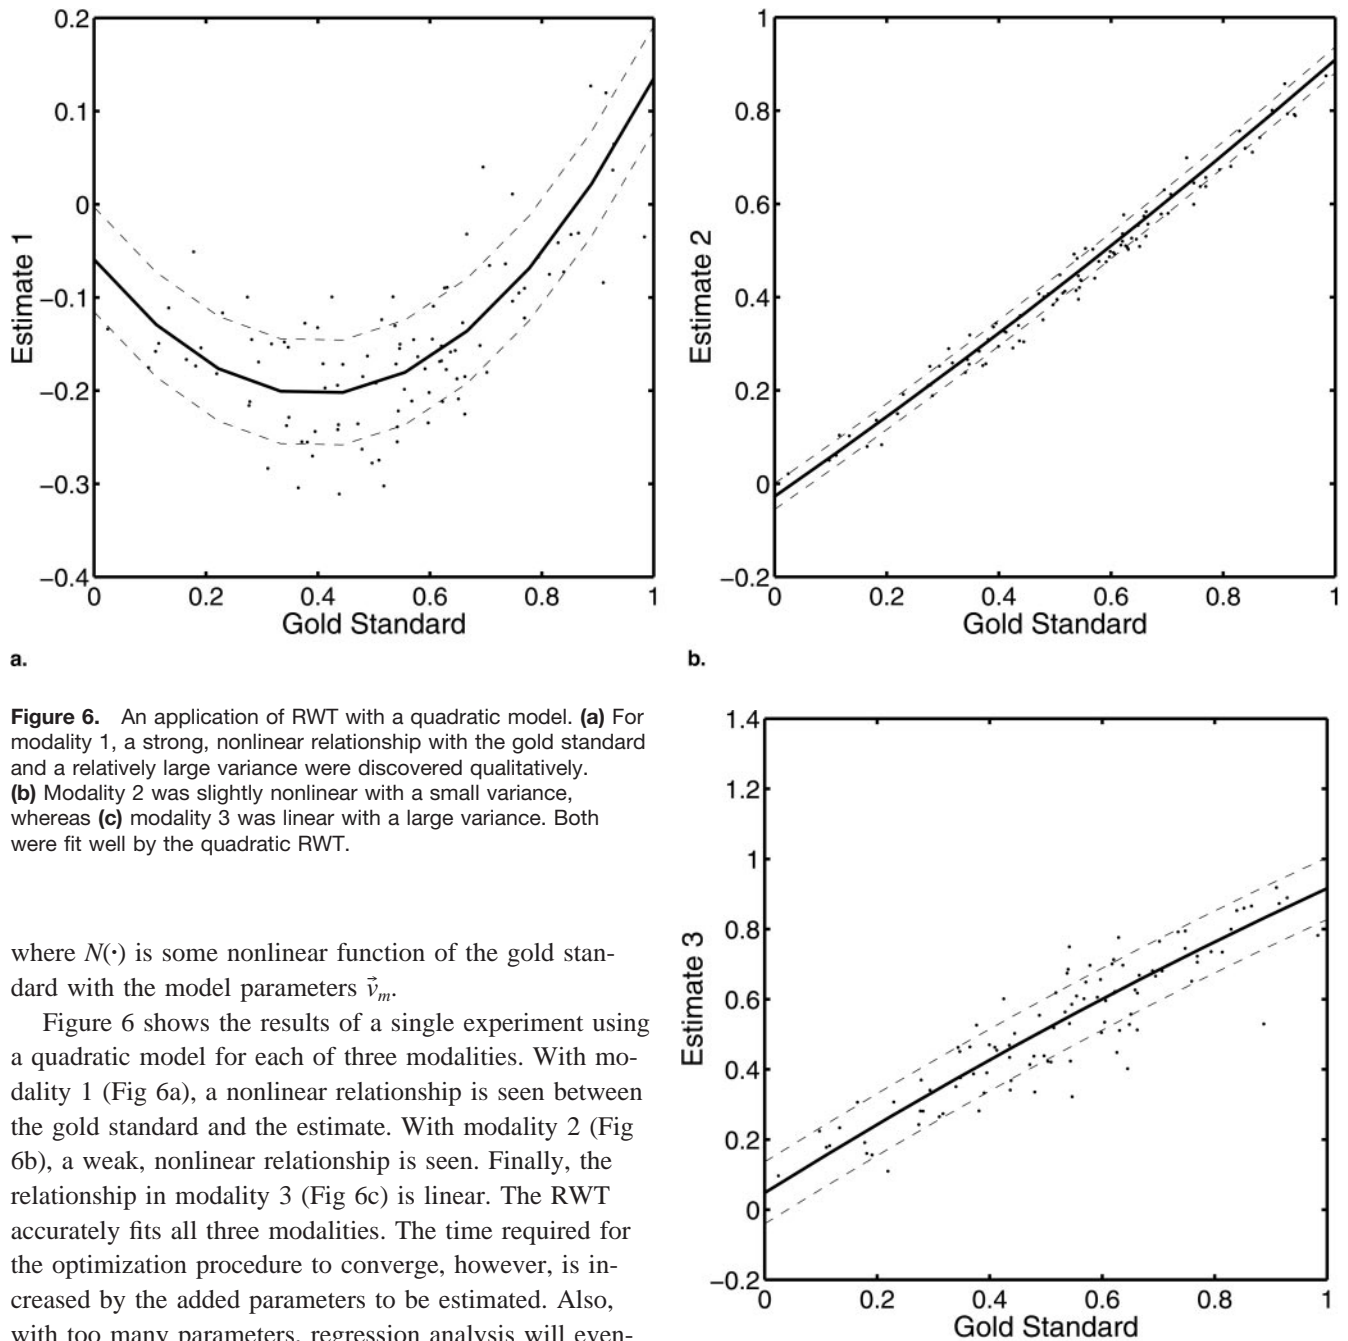 0.2
0.1
0
−0.1
−0.2
−0.3
−0.4
Estimate 1
0 0.2 0.4 0.6 0.8 1
Gold Standard
a.
1
0.8
0.6
0.4
0.2
0
−0.2
Estimate 2
0 0.2 0.4 0.6 0.8 1
Gold Standard
b.
Figure 6. An application of RWT with a quadratic model. (a) For
modality 1, a strong, nonlinear relationship with the gold standard
and a relatively large variance were discovered qualitatively.
(b) Modality 2 was slightly nonlinear with a small variance,
whereas (c) modality 3 was linear with a large variance. Both
were fit well by the quadratic RWT.
where N(·) is some nonlinear function of the gold stan-
dard with the model parameters v⃗m.
Figure 6 shows the results of a single experiment using
a quadratic model for each of three modalities. With mo-
dality 1 (Fig 6a), a nonlinear relationship is seen between
the gold standard and the estimate. With modality 2 (Fig
6b), a weak, nonlinear relationship is seen. Finally, the
relationship in modality 3 (Fig 6c) is linear. The RWT
accurately fits all three modalities. The time required for
the optimization procedure to converge, however, is in-
creased by the added parameters to be estimated. Also,
with too many parameters, regression analysis will even-
1.4
1.2
1
0.8
0.6
0.4
0.2
0
−0.2
Estimate 3
0 0.2 0.4 0.6 0.8 1
Gold Standard